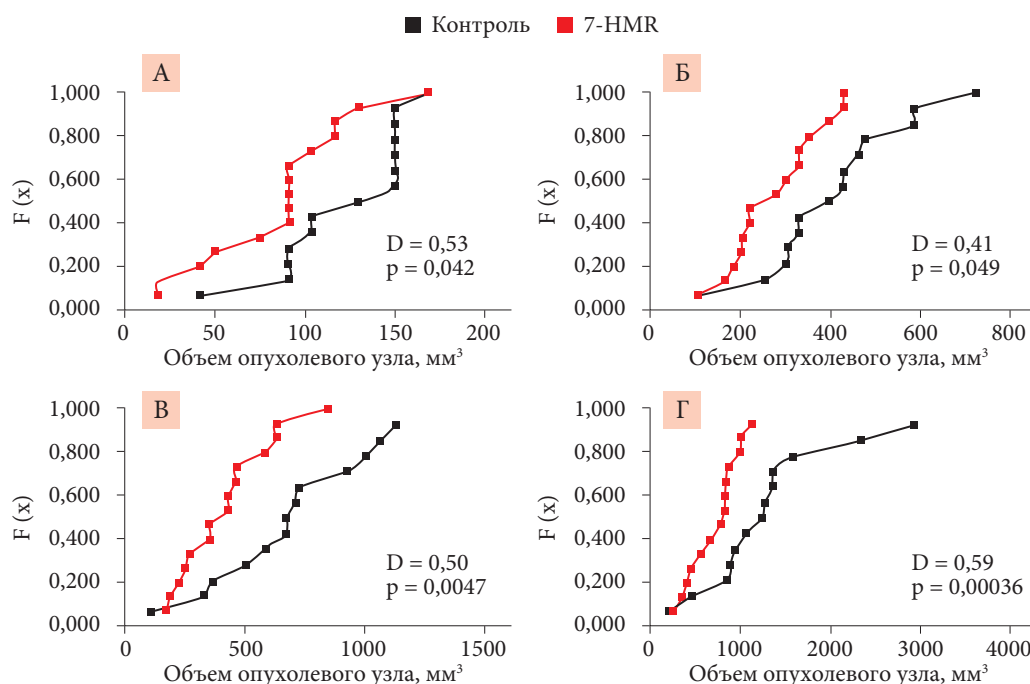 Контроль 7-HMR
А
1,000
0,800
0,600
0,400
0,200
0,000
F (x)
D = 0,53
p = 0,042
0 50 100 150 200
Объем опухолевого узла, мм³
Б
1,000
0,800
0,600
0,400
0,200
0,000
F (x)
D = 0,41
p = 0,049
0 200 400 600 800
Объем опухолевого узла, мм³
В
1,000
0,800
0,600
0,400
0,200
0,000
F (x)
D = 0,50
p = 0,0047
0 500 1000 1500
Объем опухолевого узла, мм³
Г
1,000
0,800
0,600
0,400
0,200
0,000
F (x)
D = 0,59
p = 0,00036
0 1000 2000 3000 4000
Объем опухолевого узла, мм³